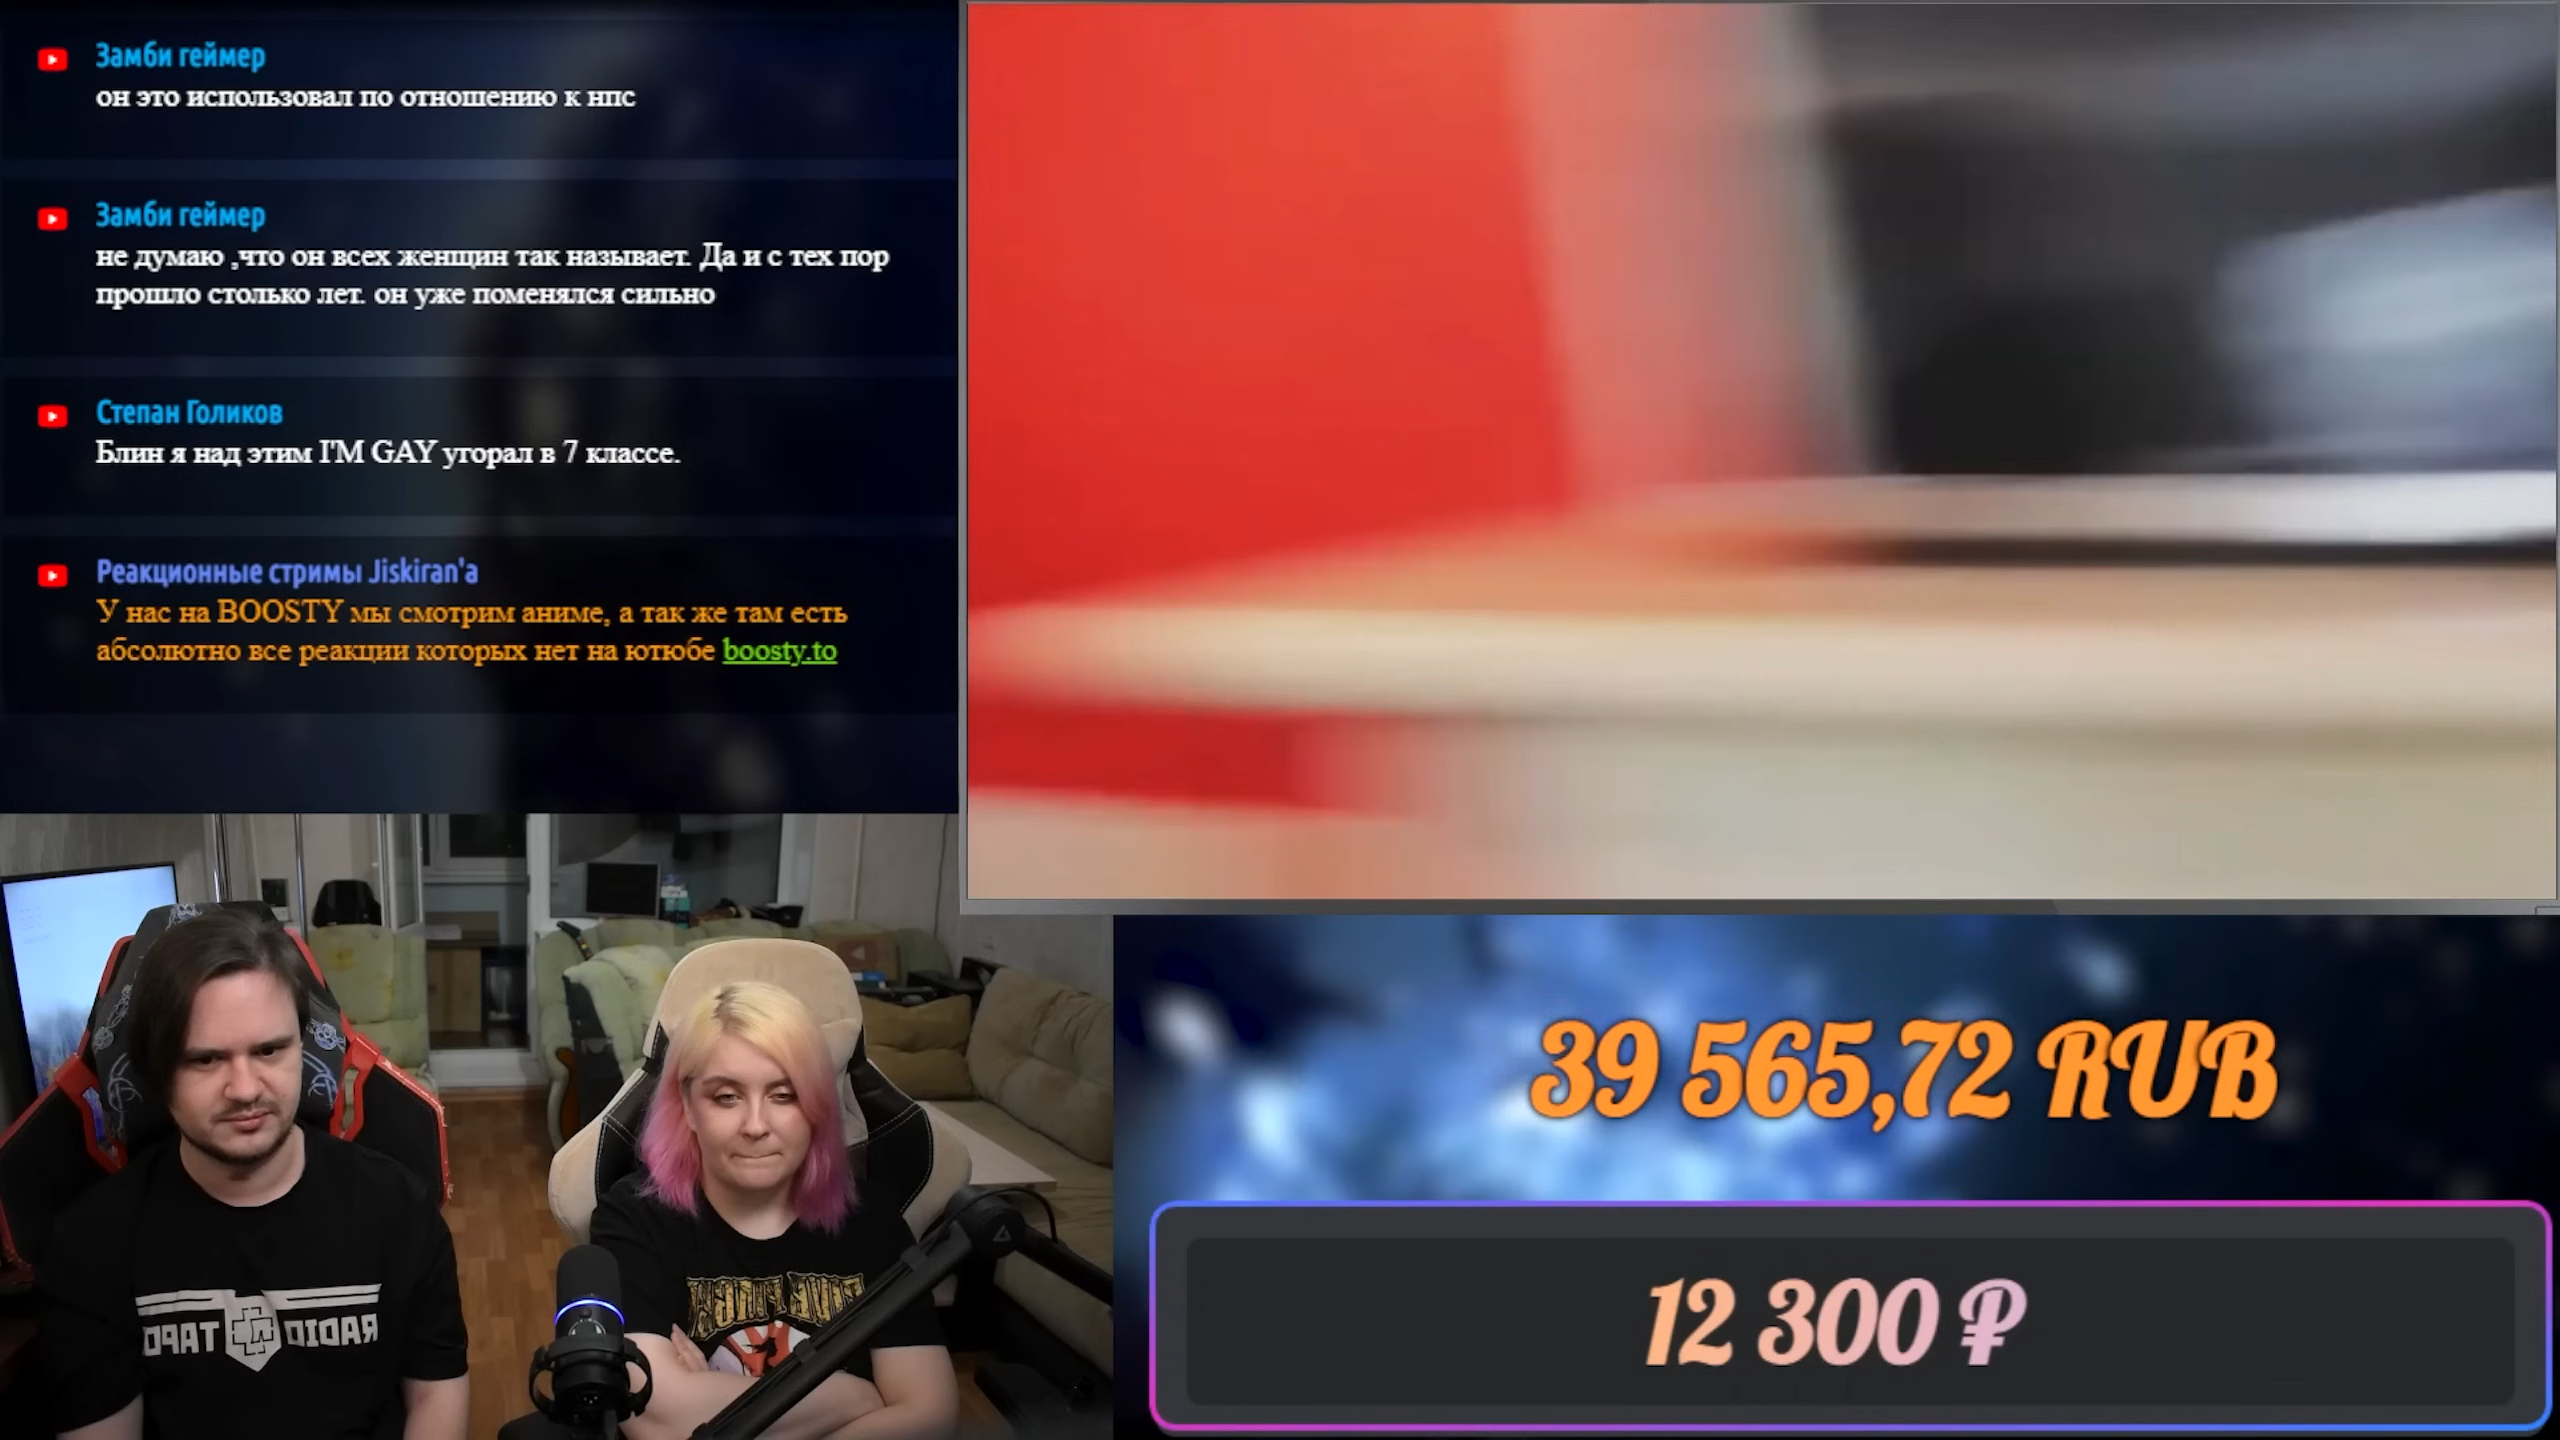 Замби геймер
он это использовал по отношению к нпс
Замби геймер
не думаю ,что он всех женщин так называет. Да и с тех пор
прошло столько лет. он уже поменялся сильно
Степан Голиков
Блин я над этим I'M GAY угорал в 7 классе.
Реакционные стримы Jiskiran'а
У нас на BOOSTY мы смотрим аниме, а так же там есть
абсолютно все реакции которых нет на ютюбе boosty.to
39 565,72 RUB
12 300 ₽
RADIO TAPOK